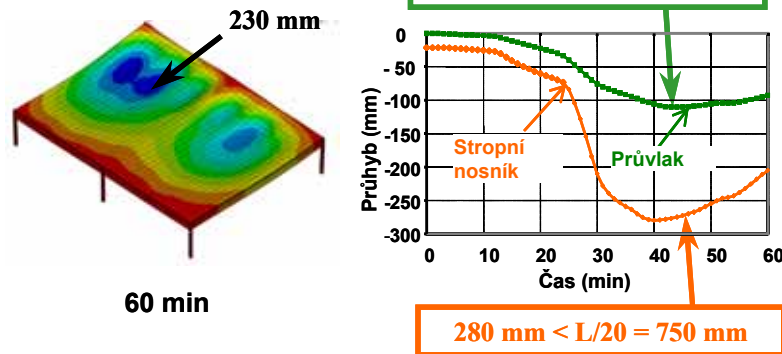 230 mm
60 min
Průhyb (mm)
0
- 50
-100
-150
-200
-250
-300
Stropní
nosník
Průvlak
0 10 20 30 40 50 60
Čas (min)
280 mm < L/20 = 750 mm